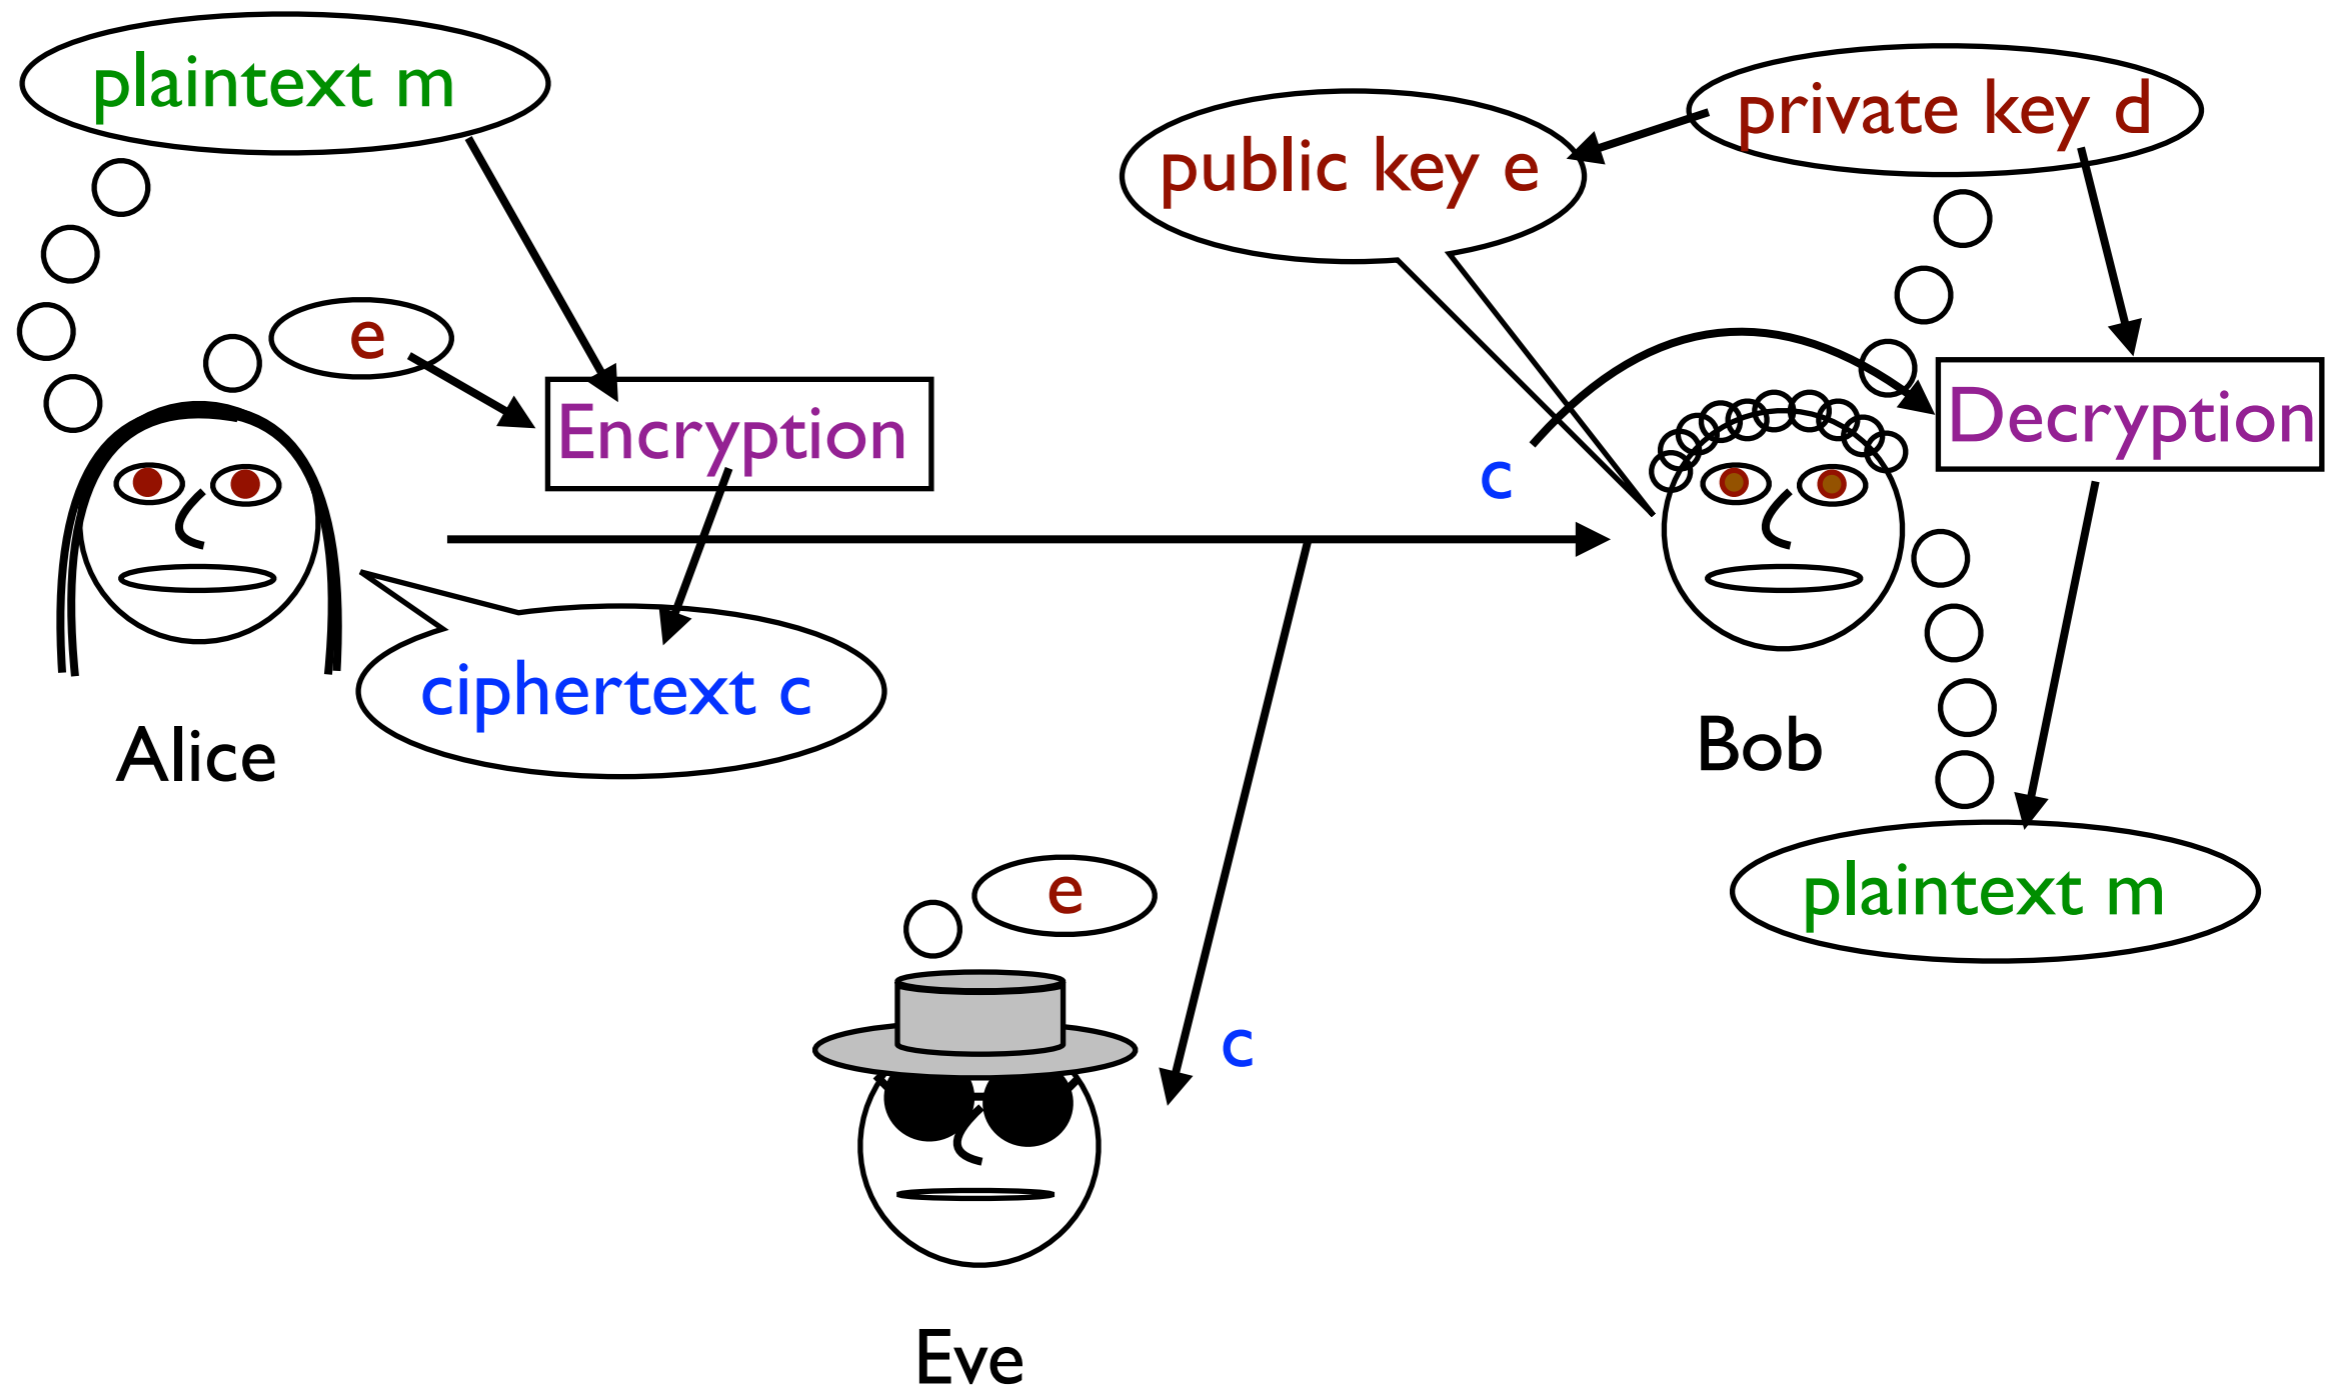 plaintext m
private key d
public key e
e
Encryption
Decryption
c
ciphertext c
Alice
Bob
e
plaintext m
c
Eve